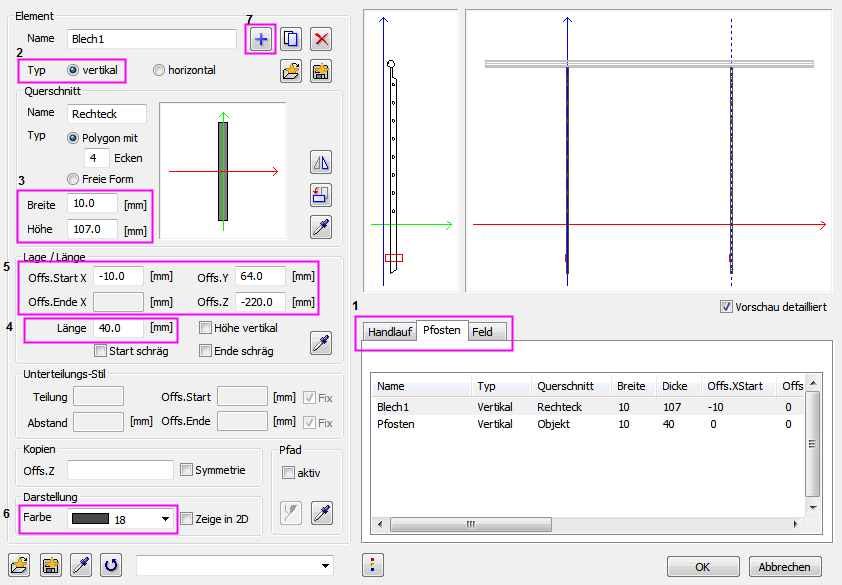 Element
7
Name Blech1
2
Typ vertikal horizontal
Querschnitt
Name Rechteck
Typ Polygon mit
4 Ecken
Freie Form
3
Breite 10.0 [mm]
Höhe 107.0 [mm]
Lage / Länge
5
Offs.Start X -10.0 [mm] Offs.Y 64.0 [mm]
Offs.Ende X [mm] Offs.Z -220.0 [mm]
4
Länge 40.0 [mm] Höhe vertikal
Start schräg Ende schräg
Unterteilungs-Stil
Teilung Offs.Start [mm] Fix
Abstand [mm] Offs.Ende [mm] Fix
Kopien
Offs.Z Symmetrie
Pfad
aktiv
Darstellung
6
Farbe 18 Zeige in 2D
Vorschau detailliert
1
Handlauf Pfosten Feld
Name Typ Querschnitt Breite Dicke Offs.XStart Offs
Blech1 Vertikal Rechteck 10 107 -10 0
Pfosten Vertikal Objekt 10 40 0 0
OK Abbrechen